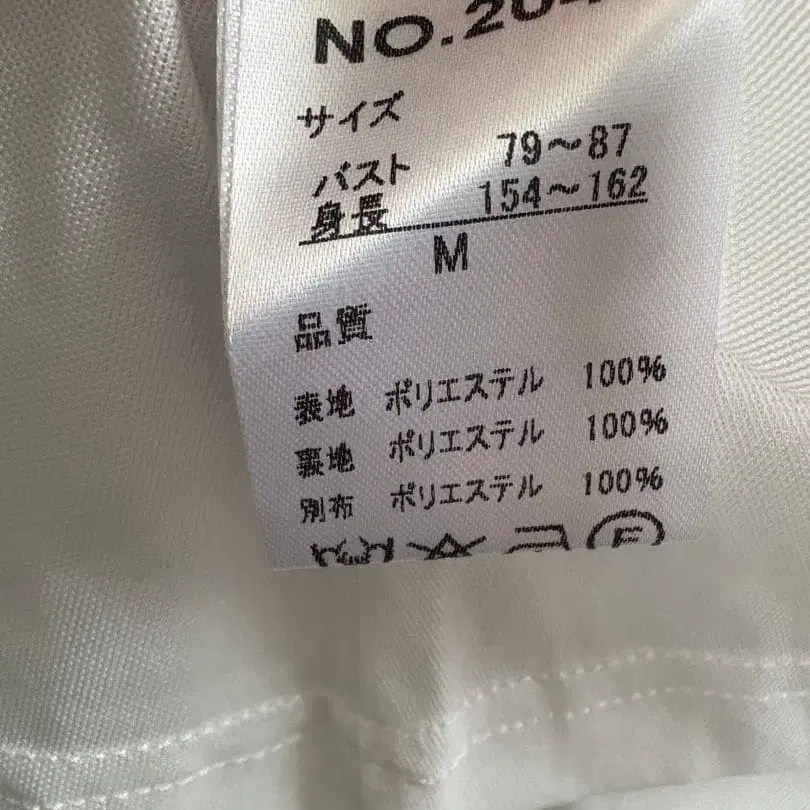 NO.204
サイズ
バスト 79～87
身長 154～162
M
品質
表地 ポリエステル 100%
裏地 ポリエステル 100%
別布 ポリエステル 100%